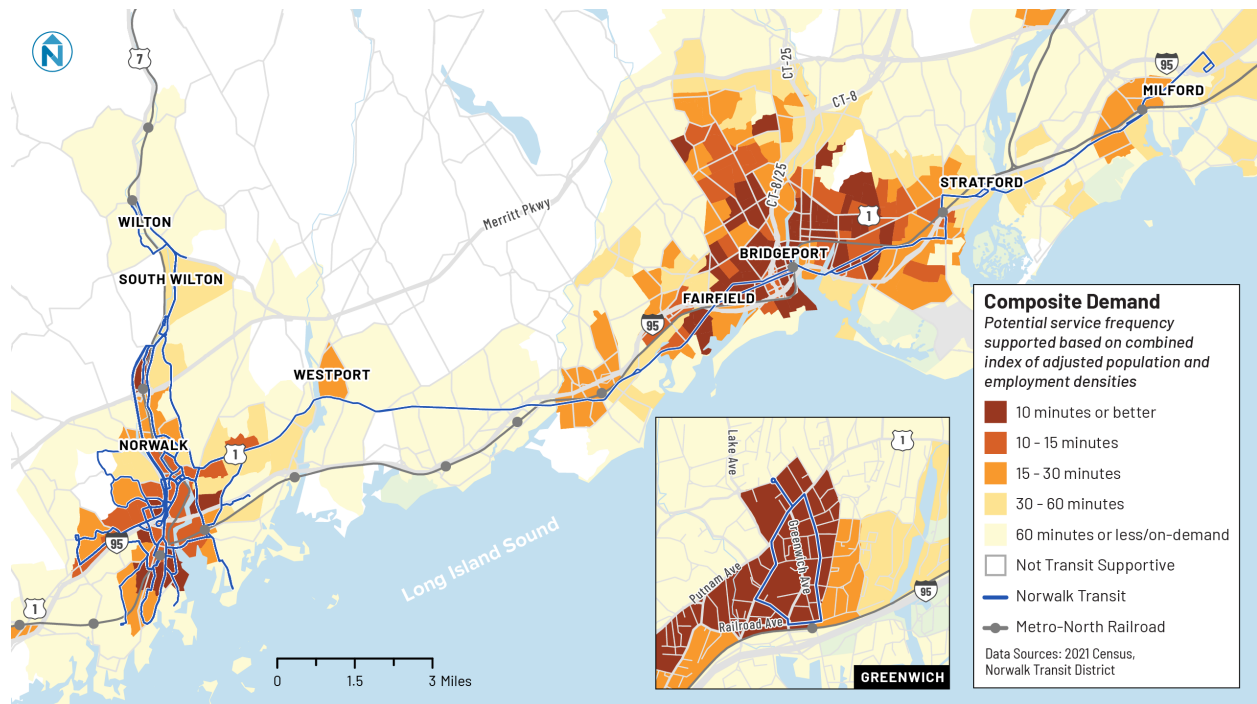 N
7
CT-25
95
MILFORD
CT-8
CT-8/25
STRATFORD
1
WILTON
Merritt Pkwy
BRIDGEPORT
SOUTH WILTON
FAIRFIELD
95
WESTPORT
NORWALK
1
95
Long Island Sound
1
0 1.5 3 Miles
Lake Ave
1
Greenwich Ave
Putnam Ave
95
Railroad Ave
GREENWICH
Composite Demand
Potential service frequency
supported based on combined
index of adjusted population and
employment densities
10 minutes or better
10 - 15 minutes
15 - 30 minutes
30 - 60 minutes
60 minutes or less/on-demand
Not Transit Supportive
Norwalk Transit
Metro-North Railroad
Data Sources: 2021 Census,
Norwalk Transit District